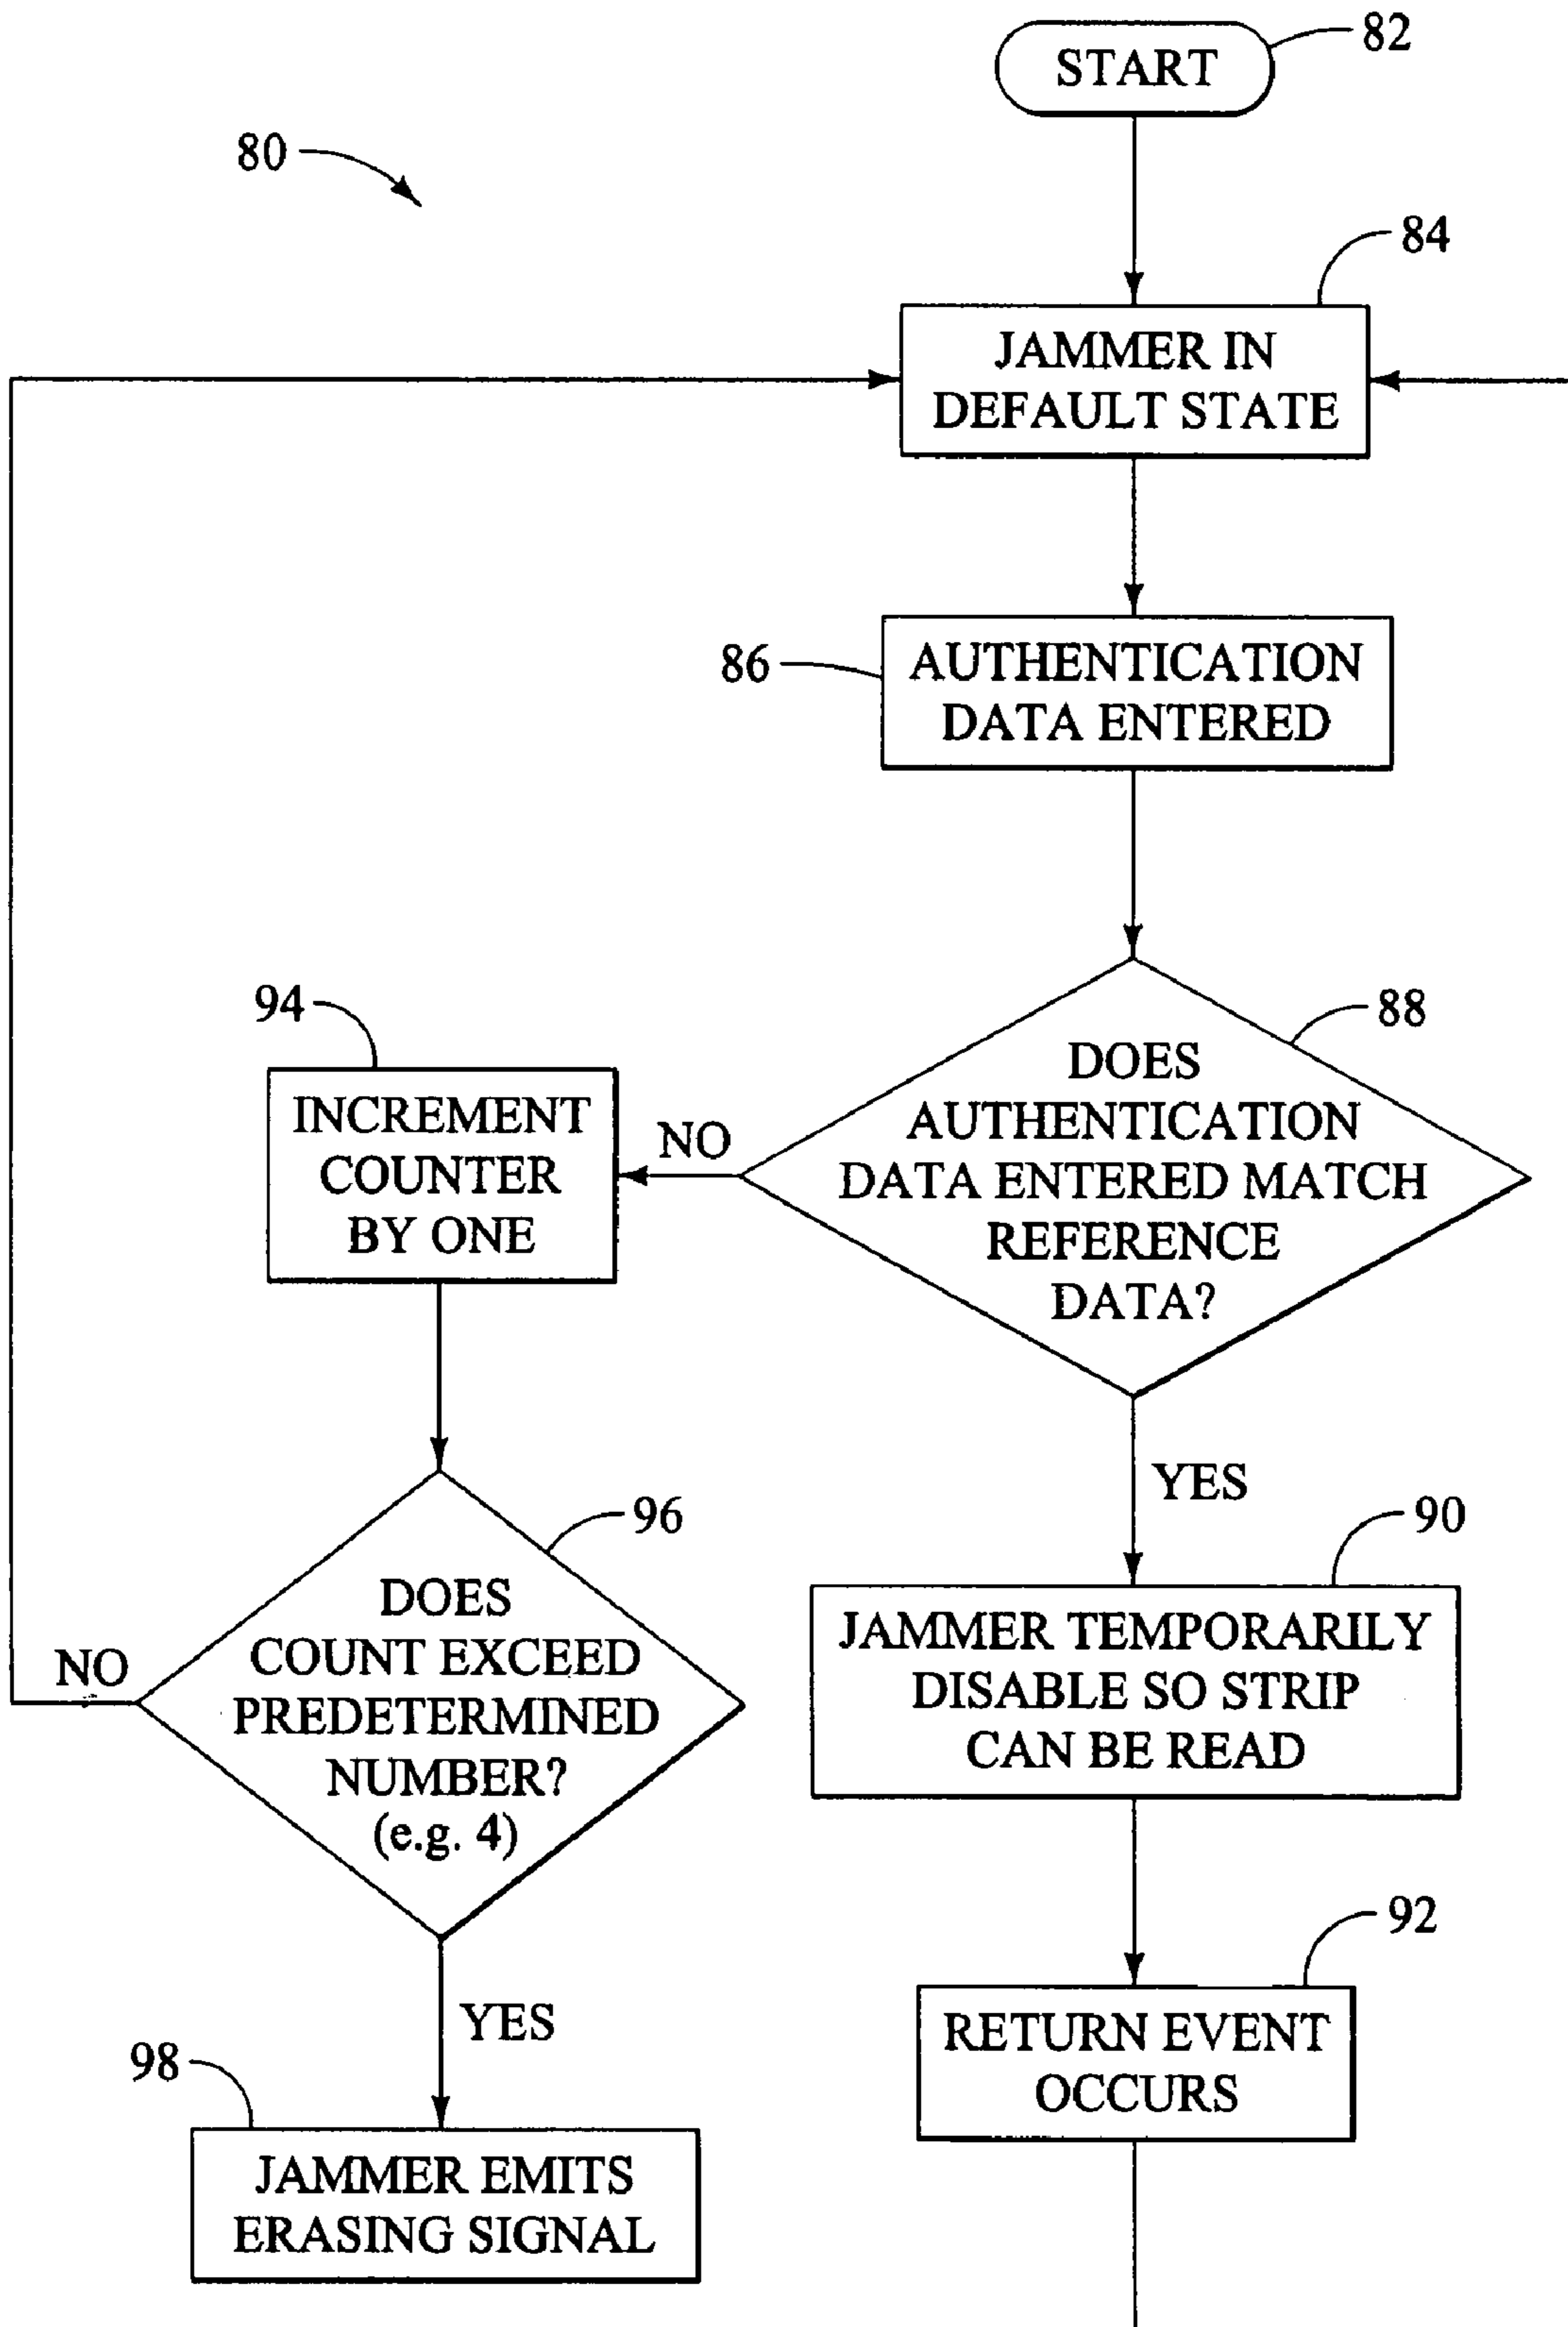 START
82
80
84
JAMMER IN
DEFAULT STATE
86
AUTHENTICATION
DATA ENTERED
88
DOES
AUTHENTICATION
DATA ENTERED MATCH
REFERENCE
DATA?
NO
94
INCREMENT
COUNTER
BY ONE
YES
96
DOES
COUNT EXCEED
PREDETERMINED
NUMBER?
(e.g. 4)
NO
90
JAMMER TEMPORARILY
DISABLE SO STRIP
CAN BE READ
92
RETURN EVENT
OCCURS
YES
98
JAMMER EMITS
ERASING SIGNAL